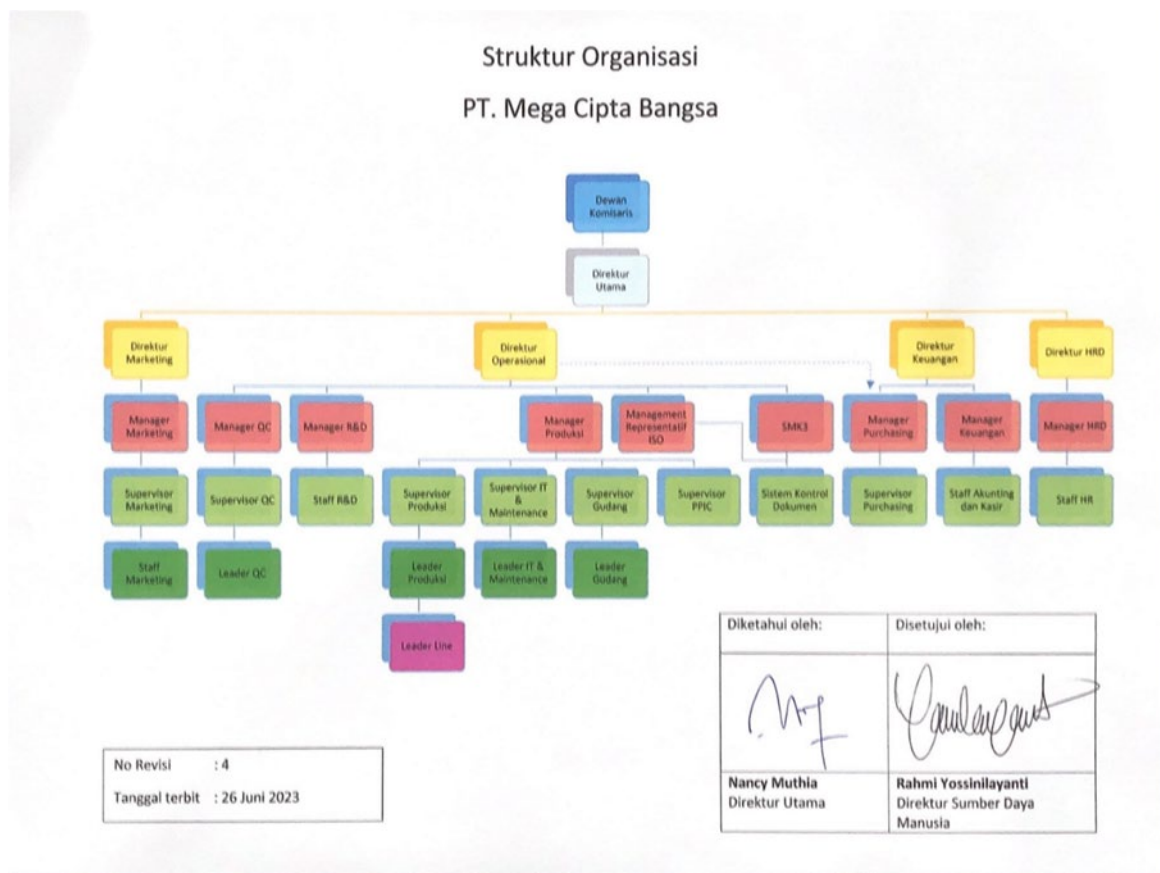 Struktur Organisasi
PT. Mega Cipta Bangsa
Dewan
Komisaris
Direktur
Utama
Direktur
Marketing
Direktur
Operasional
Direktur
Keuangan
Direktur HRD
Manager
Marketing
Manager QC
Manager R&D
Manager
Produksi
Management
Representatif
ISO
SMK3
Manager
Purchasing
Manager
Keuangan
Manager HRD
Supervisor
Marketing
Supervisor QC
Staff R&D
Supervisor
Produksi
Supervisor IT
&
Maintenance
Supervisor
Gudang
Supervisor
PPIC
Sistem Kontrol
Dokumen
Supervisor
Purchasing
Staff Akunting
dan Kasir
Staff HR
Staff
Marketing
Leader QC
Leader
Produksi
Leader IT &
Maintenance
Leader
Gudang
Leader Line
Diketahui oleh:
Disetujui oleh:
Nancy Muthia
Direktur Utama
Rahmi Yossinilayanti
Direktur Sumber Daya
Manusia
No Revisi : 4
Tanggal terbit : 26 Juni 2023